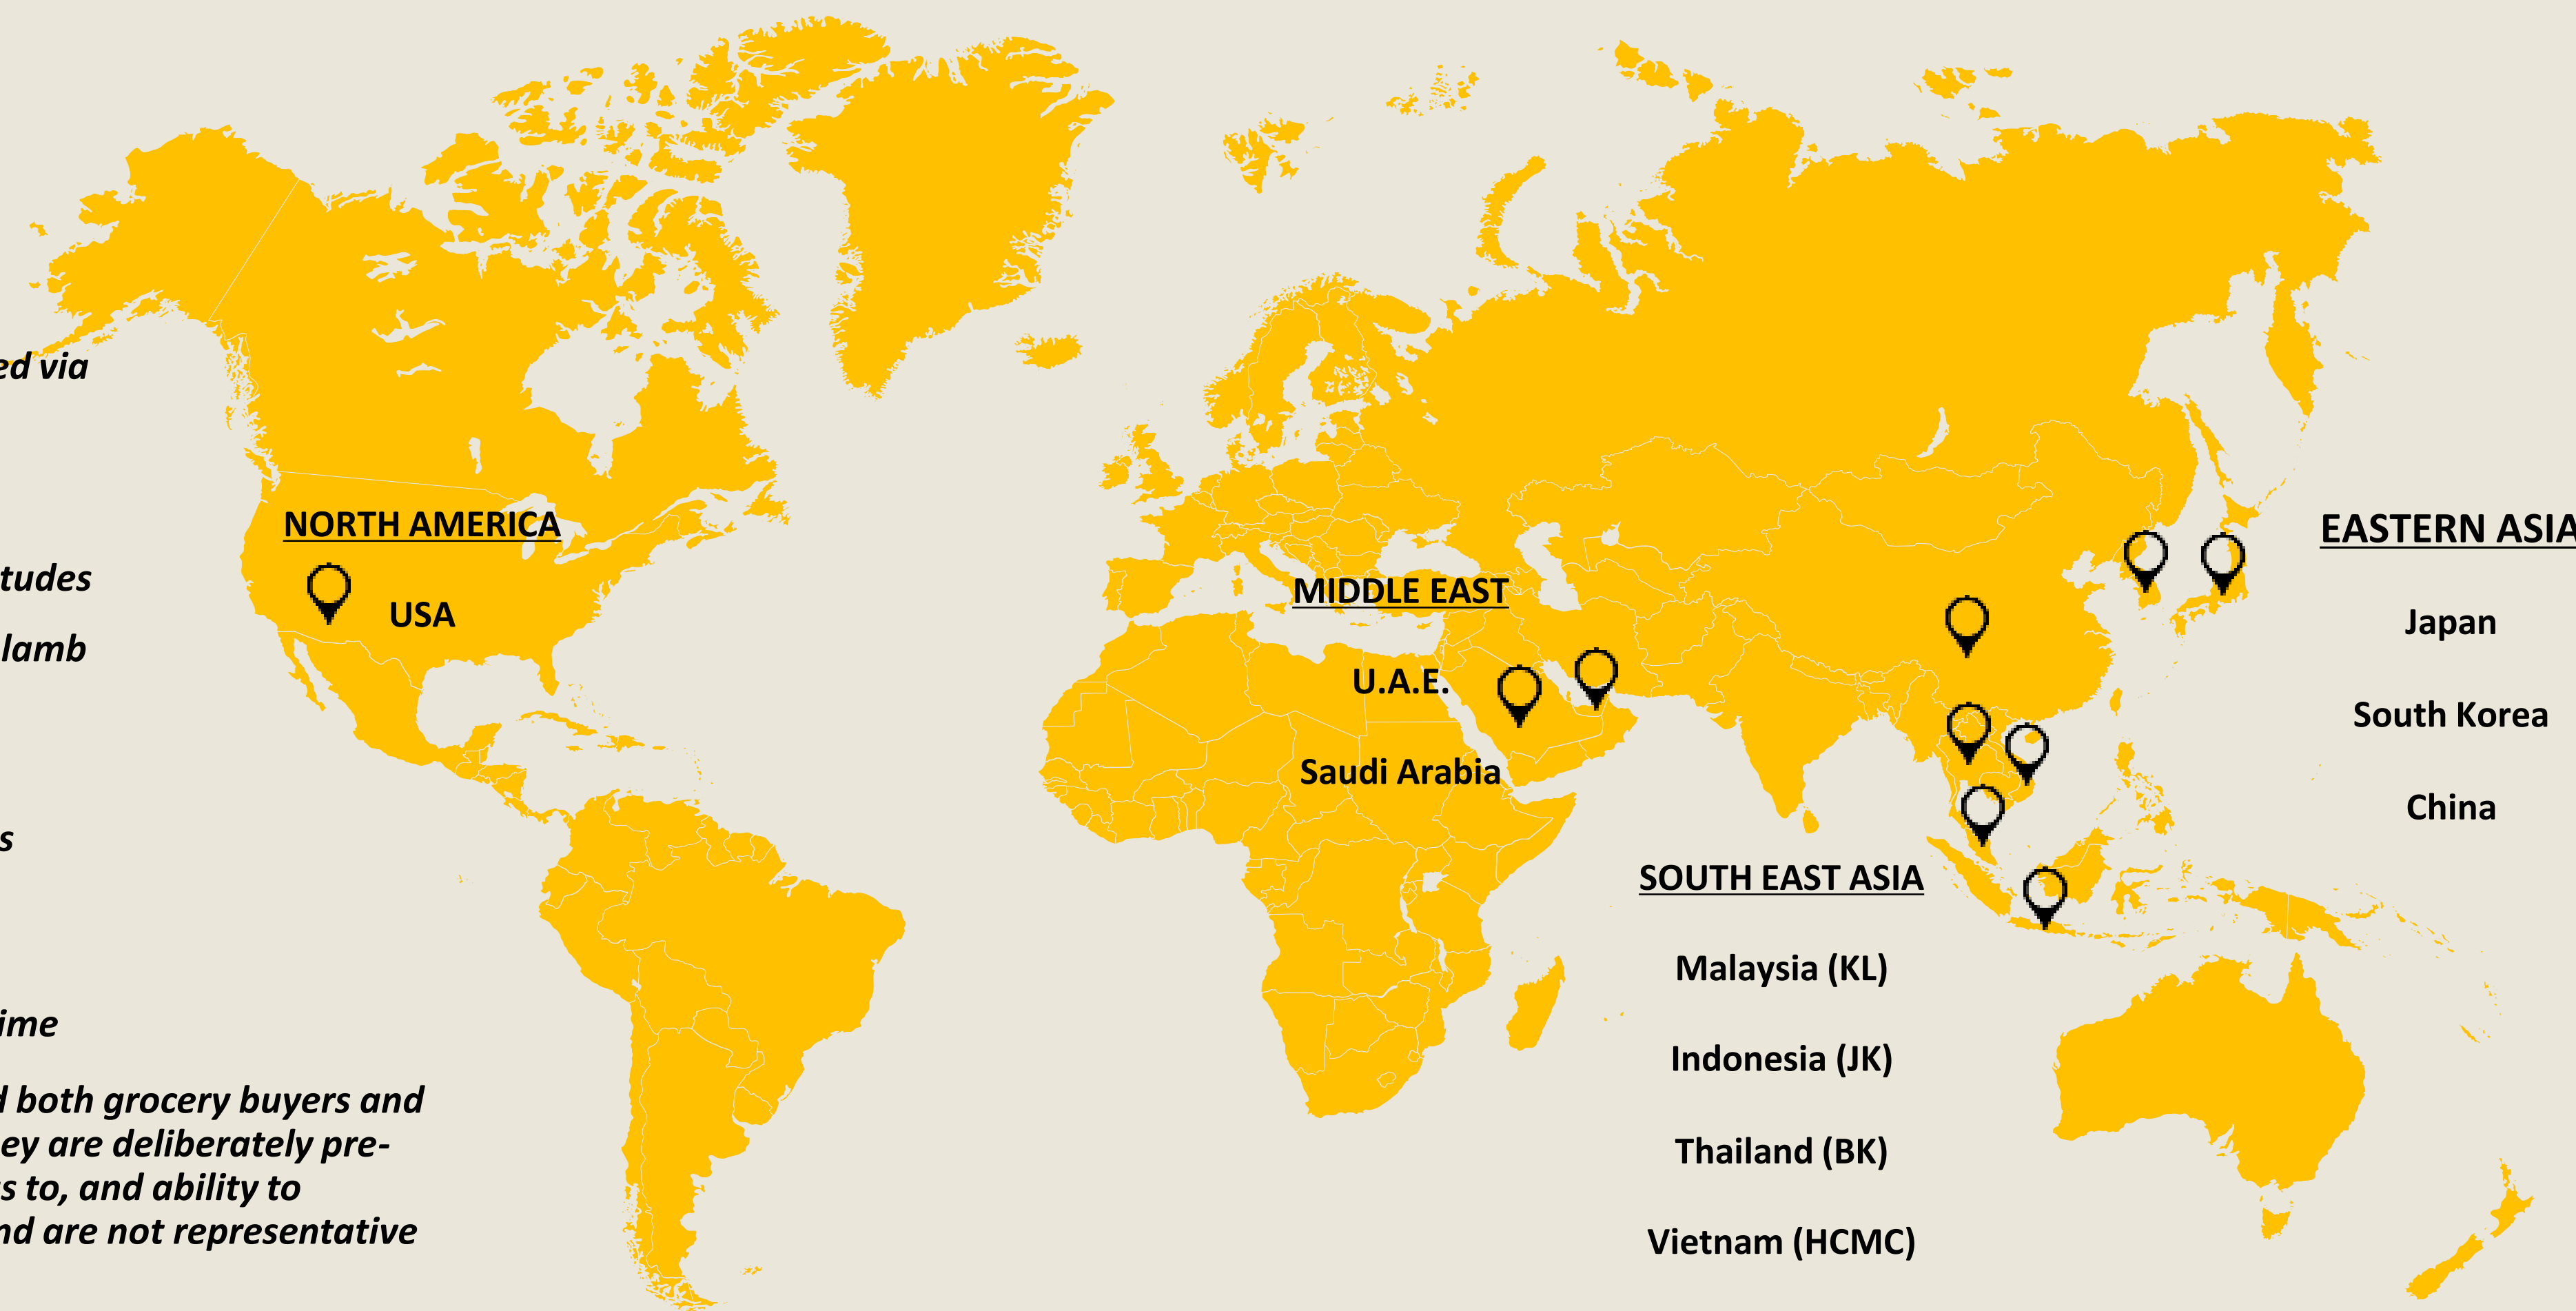 ed via
tudes
lamb
s
ime
d both grocery buyers and
ey are deliberately pre-
s to, and ability to
nd are not representative
NORTH AMERICA
USA
MIDDLE EAST
U.A.E.
Saudi Arabia
SOUTH EAST ASIA
Malaysia (KL)
Indonesia (JK)
Thailand (BK)
Vietnam (HCMC)
EASTERN ASIA
Japan
South Korea
China